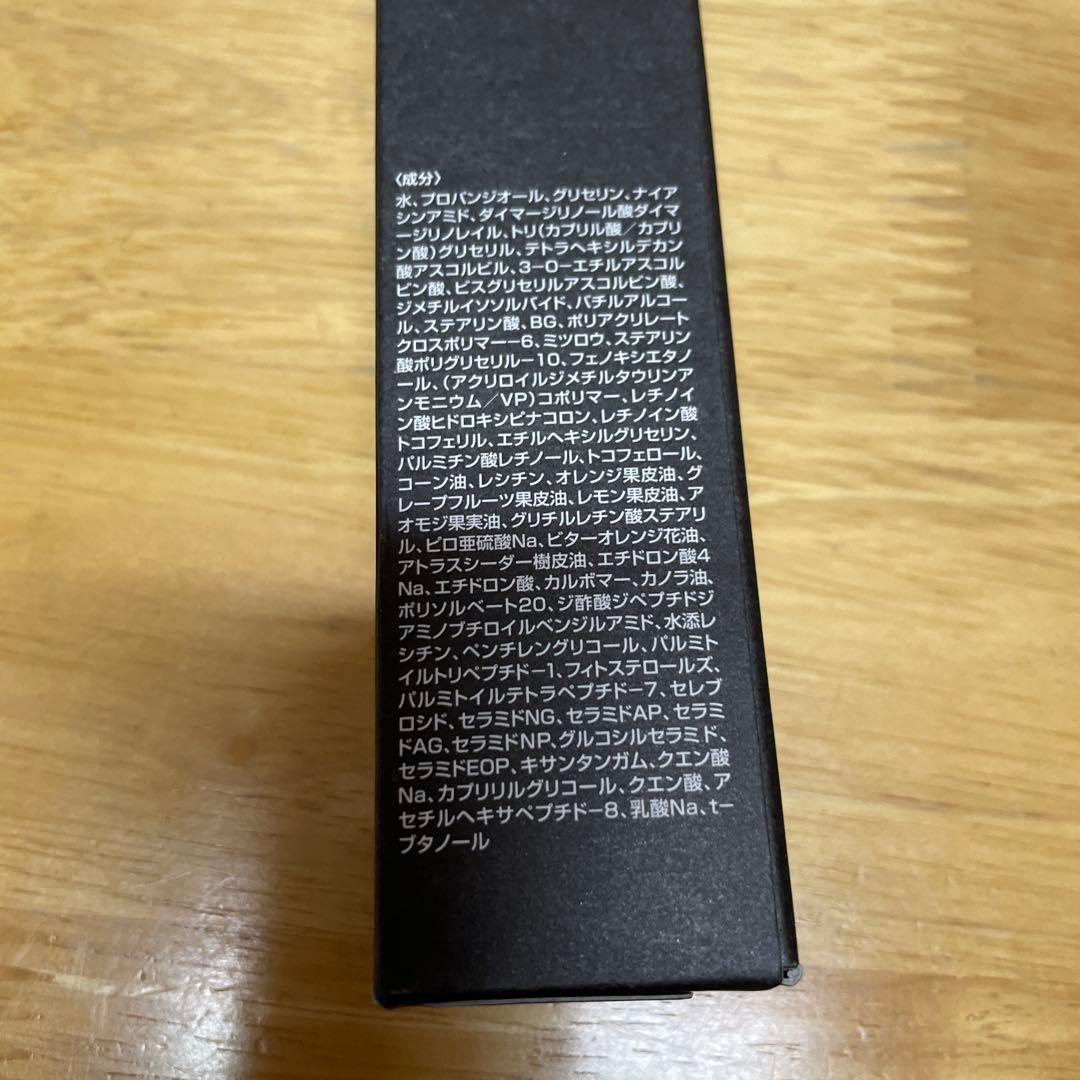 〈成分〉
水、プロパンジオール、グリセリン、ナイア
シンアミド、ダイマージリノール酸ダイマ
ージリノレイル、トリ(カプリル酸／カプリ
ン酸)グリセリル、テトラヘキシルデカン
酸アスコルビル、3-O-エチルアスコル
ビン酸、ビスグリセリルアスコルビン酸、
ジメチルイソソルバイド、バチルアルコー
ル、ステアリン酸、BG、ポリアクリレート
クロスポリマー-6、ミツロウ、ステアリン
酸ポリグリセリル-10、フェノキシエタノ
ール、(アクリロイルジメチルタウリンア
ンモニウム／VP)コポリマー、レチノイ
ン酸ヒドロキシピナコロン、レチノイン酸
トコフェリル、エチルヘキシルグリセリン、
パルミチン酸レチノール、トコフェロール、
コーン油、レシチン、オレンジ果皮油、グ
レープフルーツ果皮油、レモン果皮油、ア
オモジ果実油、グリチルレチン酸ステアリ
ル、ピロ亜硫酸Na、ビターオレンジ花油、
アトラスシーダー樹皮油、エチドロン酸4
Na、エチドロン酸、カルボマー、カノラ油、
ポリソルベート20、ジ酢酸ジペプチドジ
アミノブチロイルベンジルアミド、水添レ
シチン、ペンチレングリコール、パルミト
イルトリペプチド-1、フィトステロールズ、
パルミトイルテトラペプチド-7、セレブ
ロシド、セラミドNG、セラミドAP、セラミ
ドAG、セラミドNP、グルコシルセラミド、
セラミドEOP、キサンタンガム、クエン酸
Na、カプリリルグリコール、クエン酸、ア
セチルヘキサペプチド-8、乳酸Na、t-
ブタノール